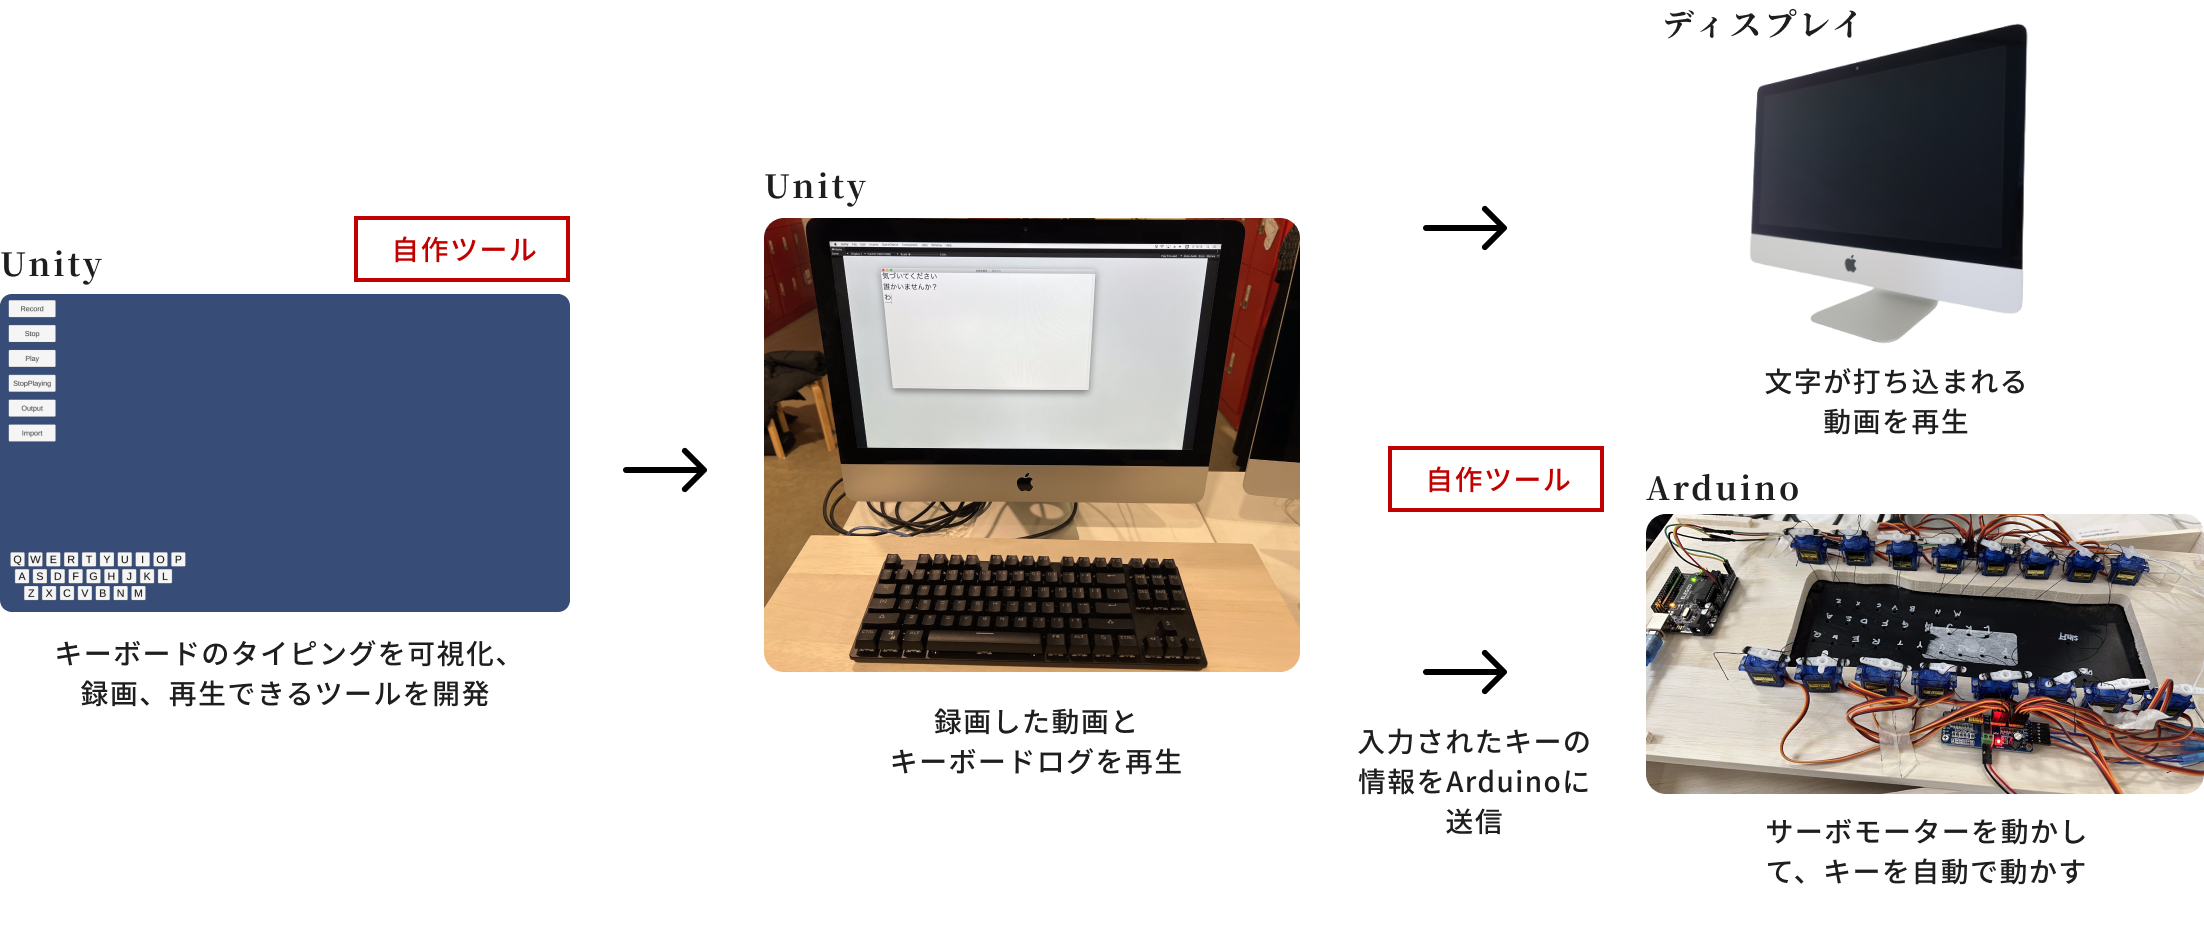 Unity
自作ツール
Record
Stop
Play
StopPlaying
Output
Import
Q W E R T Y U I O P
A S D F G H J K L
Z X C V B N M
キーボードのタイピングを可視化、
録画、再生できるツールを開発
Unity
気づいてください
誰かいませんか?
わ
録画した動画と
キーボードログを再生
ディスプレイ
文字が打ち込まれる
動画を再生
自作ツール
入力されたキーの
情報をArduinoに
送信
Arduino
サーボモーターを動かし
て、キーを自動で動かす